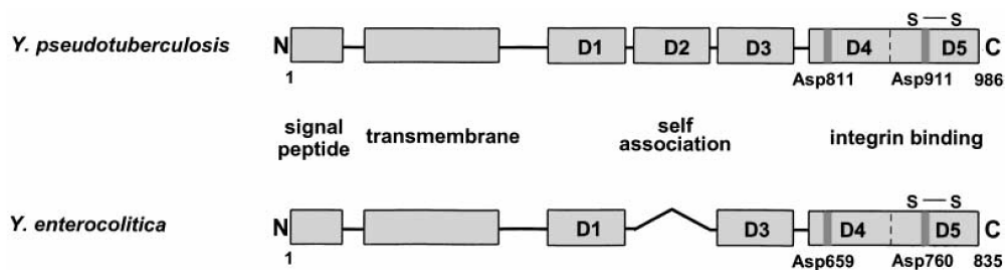 S — S
Y. pseudotuberculosis N D1 D2 D3 D4 D5 C
1 Asp811 Asp911 986
signal peptide transmembrane self association integrin binding
S — S
Y. enterocolitica N D1 D3 D4 D5 C
1 Asp659 Asp760 835